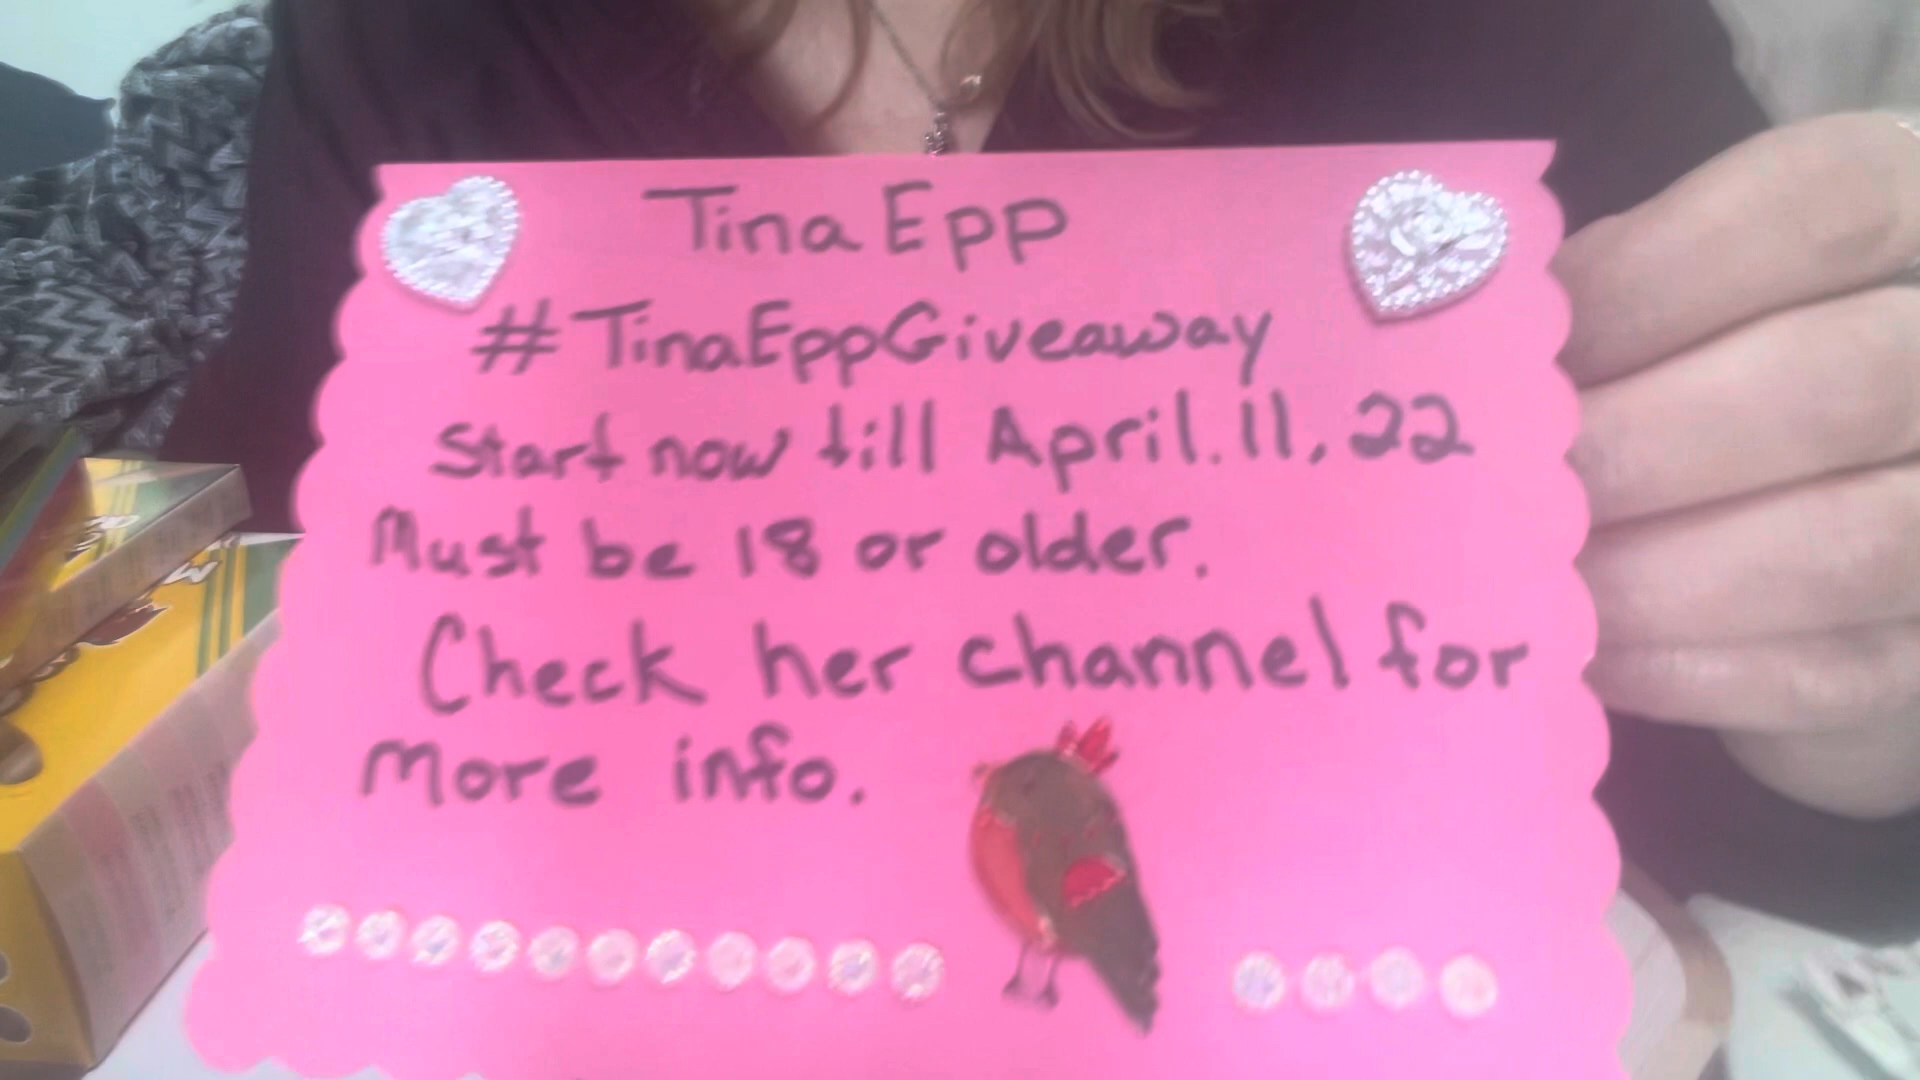 Tina Epp
#TinaEppGiveaway
Start now till April.11,22
Must be 18 or older.
Check her channel for
more info.